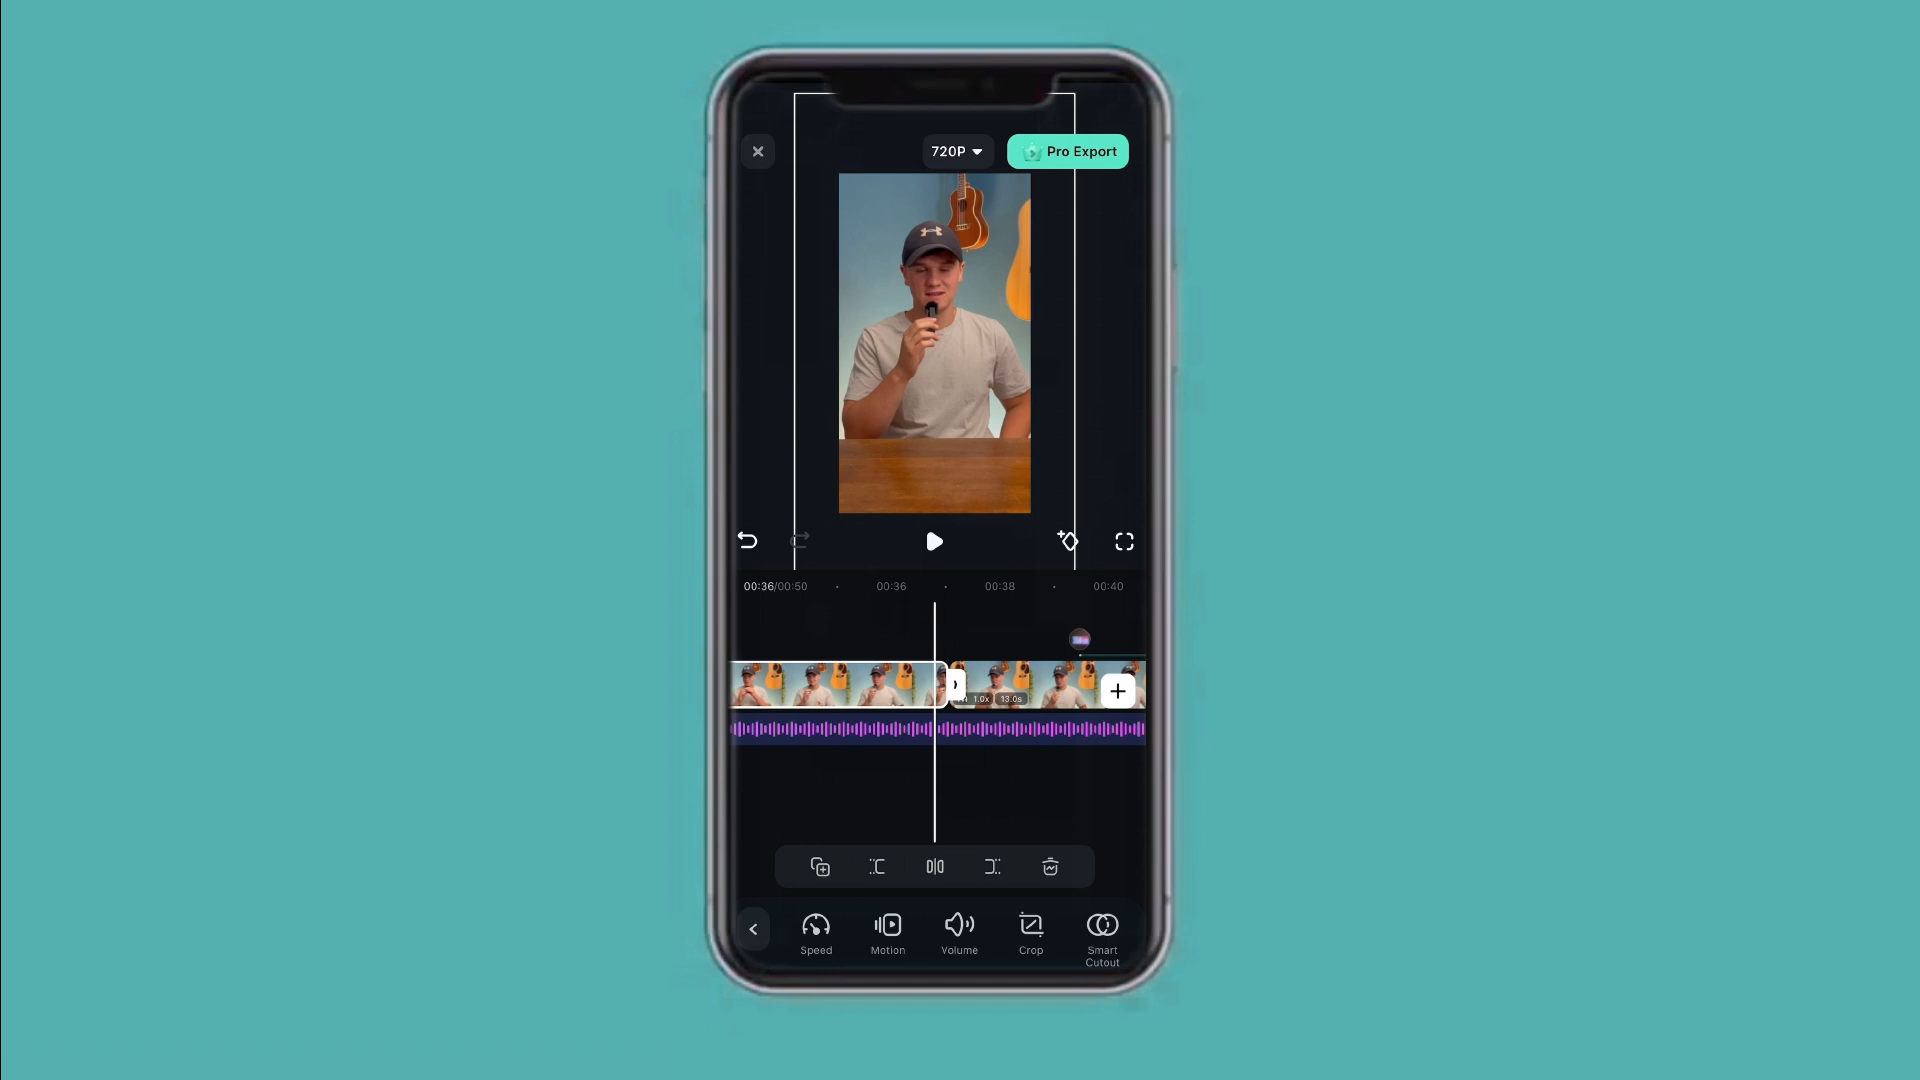 720P
Pro Export
00:36/00:50
00:36
00:38
00:40
1.0x
13.0s
Speed
Motion
Volume
Crop
Smart
Cutout